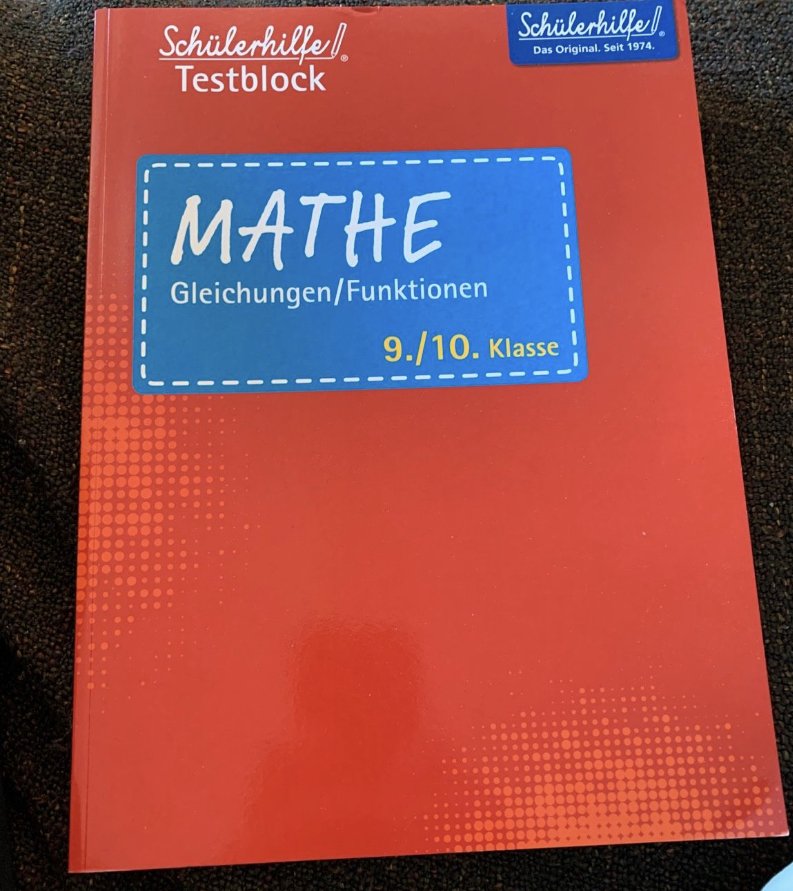 Schülerhilfe!®
Testblock
Schülerhilfe!®
Das Original. Seit 1974.
MATHE
Gleichungen/Funktionen
9./10. Klasse